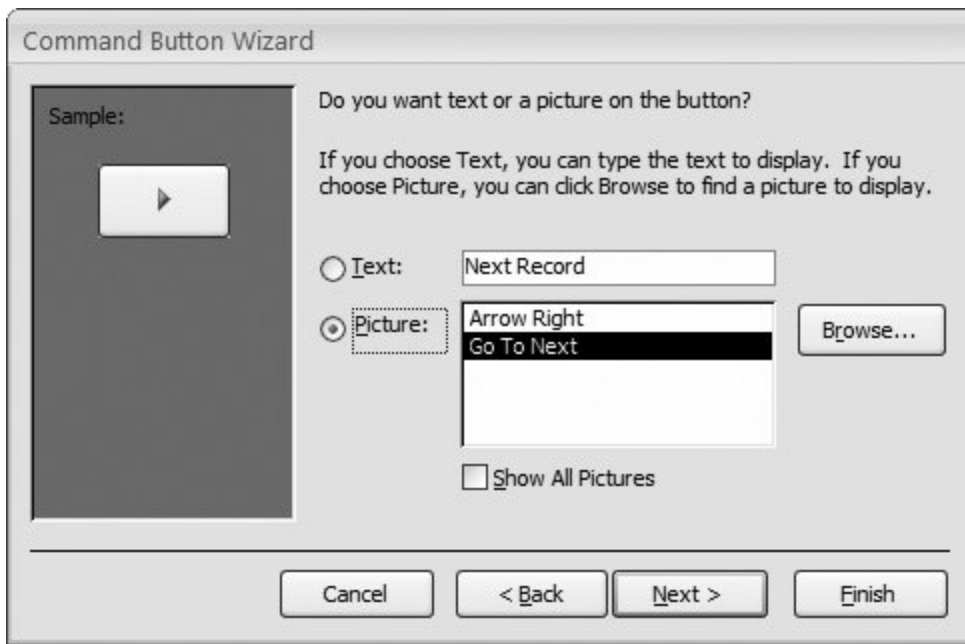 Command Button Wizard
Sample:
Do you want text or a picture on the button?
If you choose Text, you can type the text to display. If you
choose Picture, you can click Browse to find a picture to display.
Text: Next Record
Picture: Arrow Right
Go To Next
Browse...
Show All Pictures
Cancel < Back Next > Finish